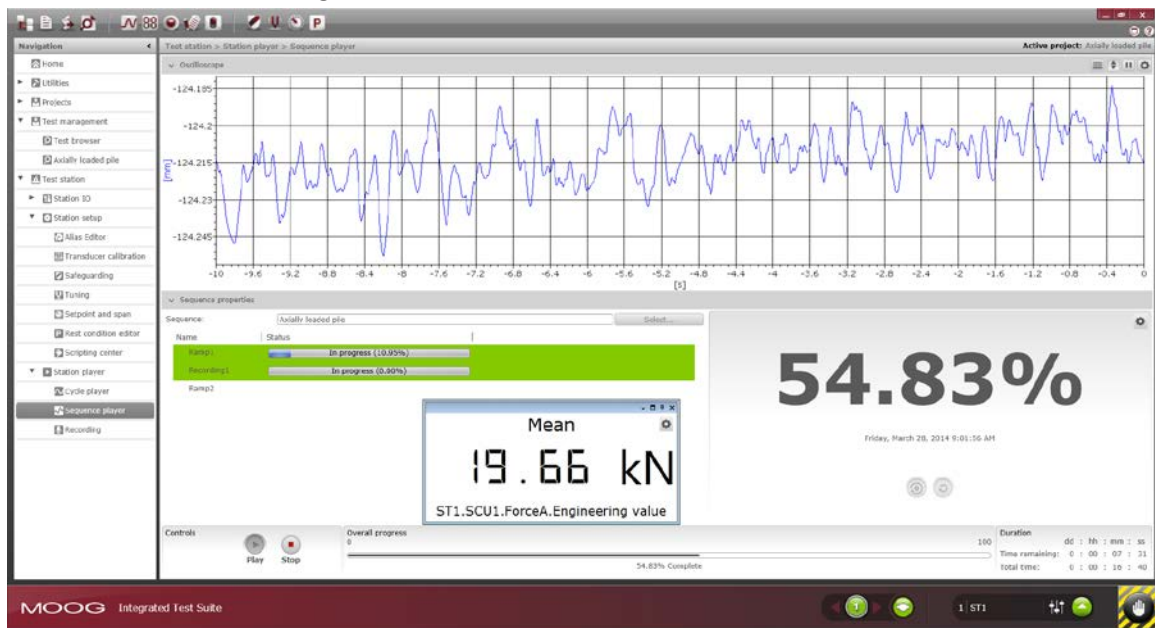 88
P
Navigation
Test station > Station player > Sequence player
Active project: Axially loaded pile
Home
Utilities
Projects
Test management
Test browser
Axially loaded pile
Test station
Station IO
Station setup
Alias Editor
Transducer calibration
Safeguarding
Tuning
Setpoint and span
Rest condition editor
Scripting center
Station player
Cycle player
Sequence player
Recording
Oscilloscope
-124.185
-124.2
-124.215
-124.23
-124.245
[mm]
-10 -9.6 -9.2 -8.8 -8.4 -8 -7.6 -7.2 -6.8 -6.4 -6 -5.6 -5.2 -4.8 -4.4 -4 -3.6 -3.2 -2.8 -2.4 -2 -1.6 -1.2 -0.8 -0.4 0
[s]
Sequence properties
Sequence: Axially loaded pile Select...
Name Status
Ramp1 In progress (10.95%)
Recording1 In progress (0.00%)
Ramp2
Mean
19.66 kN
ST1.SCU1.ForceA.Engineering value
54.83%
Friday, March 28, 2014 9:01:36 AM
Controls
Play Stop
Overall progress
0 100
54.83% Complete
Duration
dd : hh : mm : ss
Time remaining: 0 : 00 : 07 : 31
Total time: 0 : 00 : 16 : 40
MOOG Integrated Test Suite
1
1 ST1